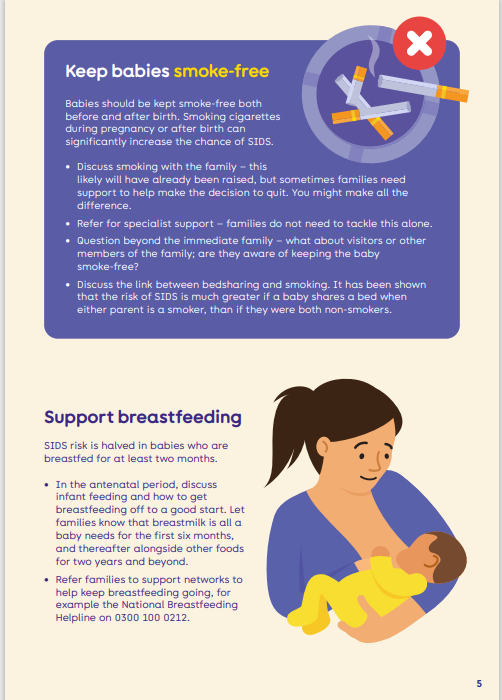 Keep babies smoke-free
Babies should be kept smoke-free both
before and after birth. Smoking cigarettes
during pregnancy or after birth can
significantly increase the chance of SIDS.
• Discuss smoking with the family – this
likely will have already been raised, but sometimes families need
support to help make the decision to quit. You might make all the
difference.
• Refer for specialist support – families do not need to tackle this alone.
• Question beyond the immediate family – what about visitors or other
members of the family; are they aware of keeping the baby
smoke-free?
• Discuss the link between bedsharing and smoking. It has been shown
that the risk of SIDS is much greater if a baby shares a bed when
either parent is a smoker, than if they were both non-smokers.
Support breastfeeding
SIDS risk is halved in babies who are
breastfed for at least two months.
• In the antenatal period, discuss
infant feeding and how to get
breastfeeding off to a good start. Let
families know that breastmilk is all a
baby needs for the first six months,
and thereafter alongside other foods
for two years and beyond.
• Refer families to support networks to
help keep breastfeeding going, for
example the National Breastfeeding
Helpline on 0300 100 0212.
5